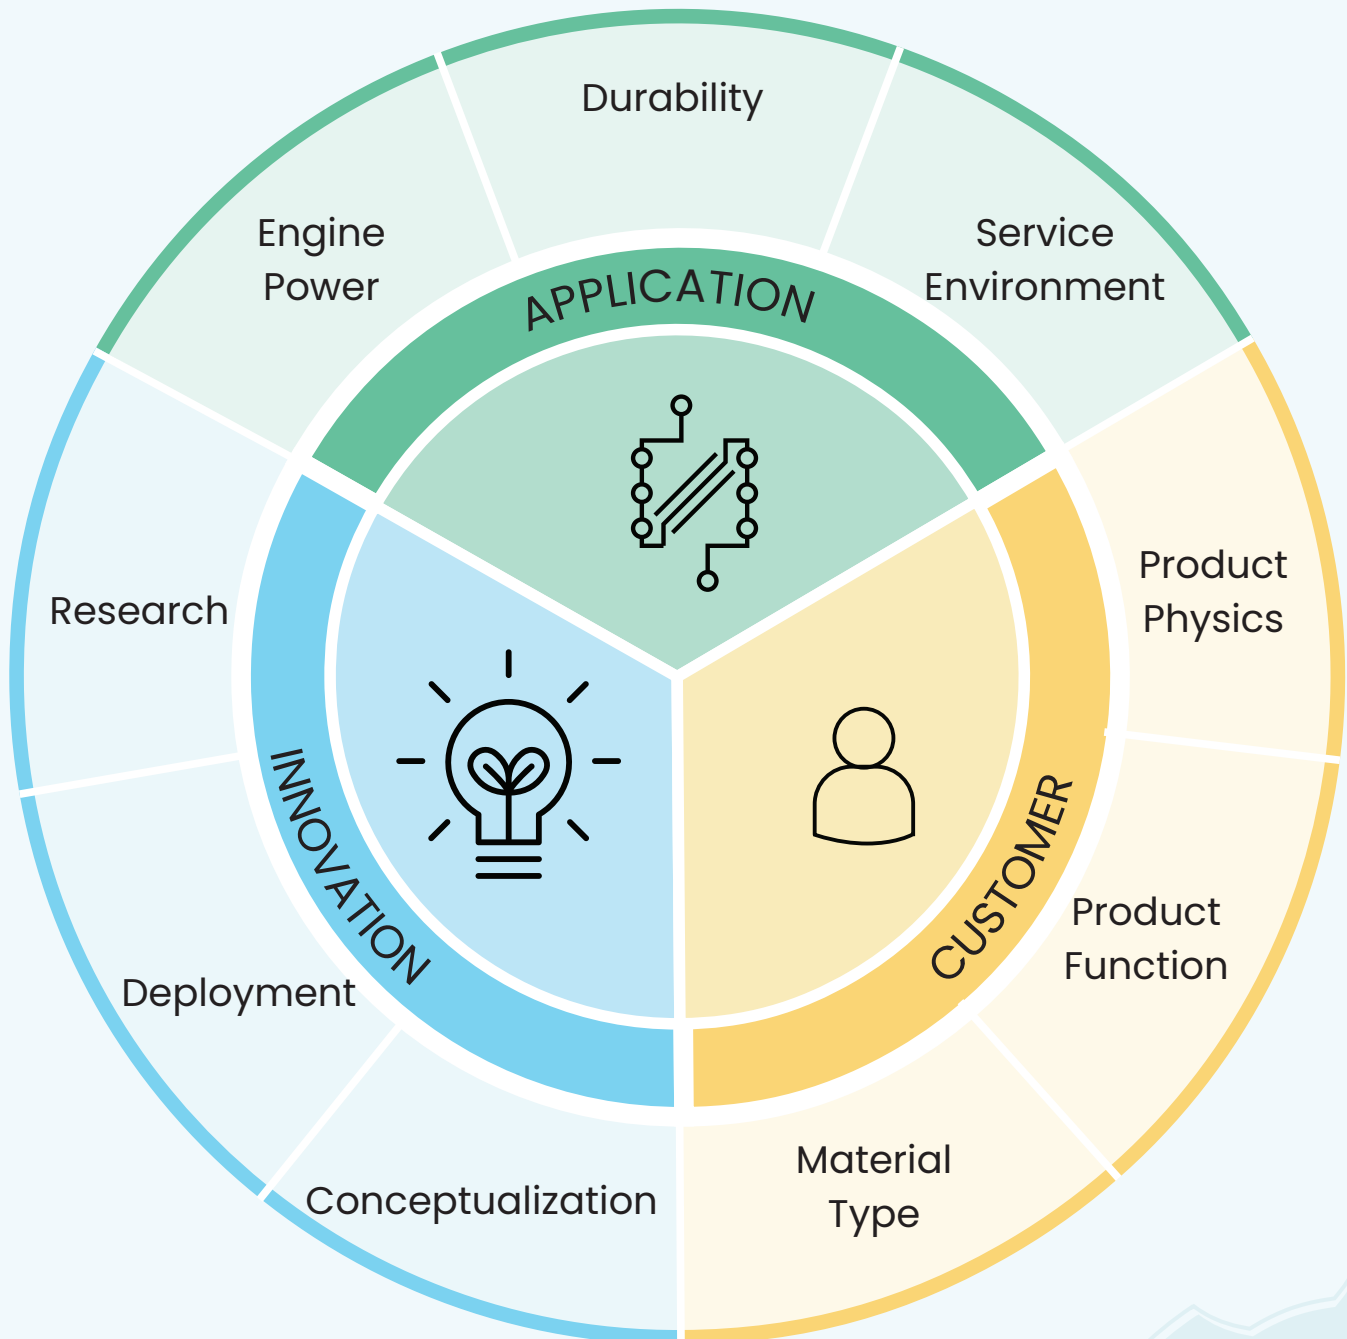 Durability
Engine
Power
Service
Environment
APPLICATION
Research
Product
Physics
INNOVATION
CUSTOMER
Product
Function
Deployment
Material
Type
Conceptualization